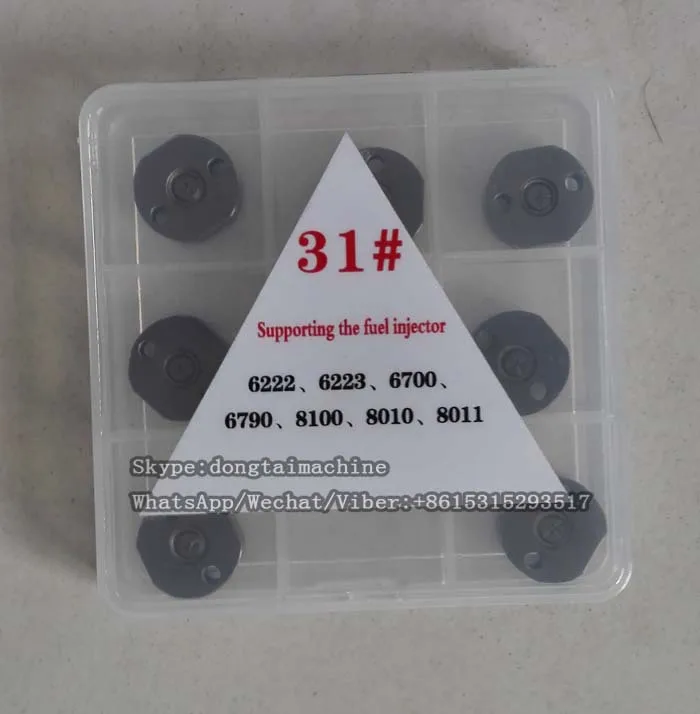 31#
Supporting the fuel injector
6222、6223、6700、
6790、8100、8010、8011
Skype:dongtaimachine
WhatsApp/Wechat/Viber:+8615315293517